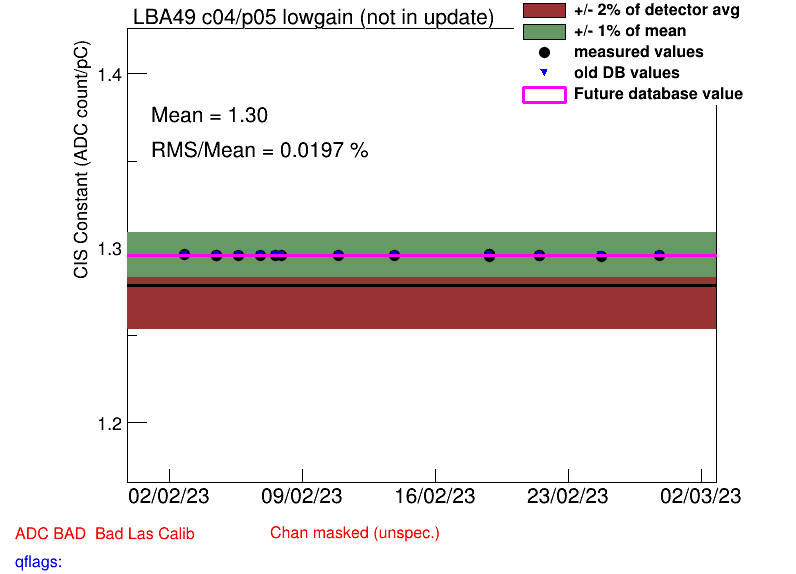 LBA49 c04/p05 lowgain (not in update)
+/- 2% of detector avg
+/- 1% of mean
measured values
old DB values
Future database value
CIS Constant (ADC count/pC)
1.4
1.3
1.2
Mean = 1.30
RMS/Mean = 0.0197 %
02/02/23 09/02/23 16/02/23 23/02/23 02/03/23
ADC BAD Bad Las Calib Chan masked (unspec.)
qflags: